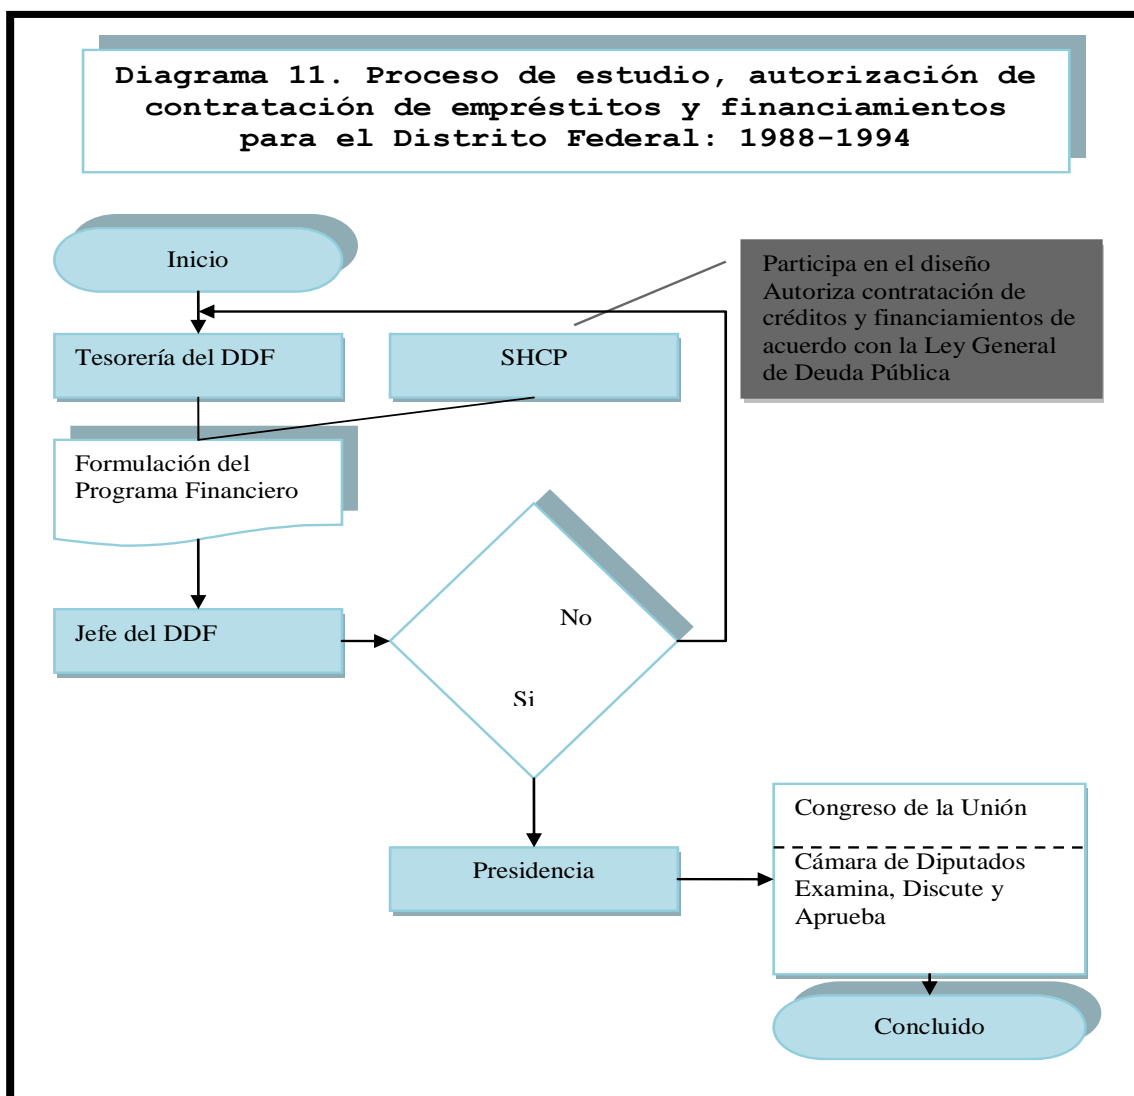 Diagrama 11. Proceso de estudio, autorización de
contratación de empréstitos y financiamientos
para el Distrito Federal: 1988-1994
Inicio
Participa en el diseño
Autoriza contratación de
créditos y financiamientos de
acuerdo con la Ley General
de Deuda Pública
Tesorería del DDF
SHCP
Formulación del
Programa Financiero
No
Jefe del DDF
Si
Congreso de la Unión
Cámara de Diputados
Examina, Discute y
Aprueba
Presidencia
Concluido